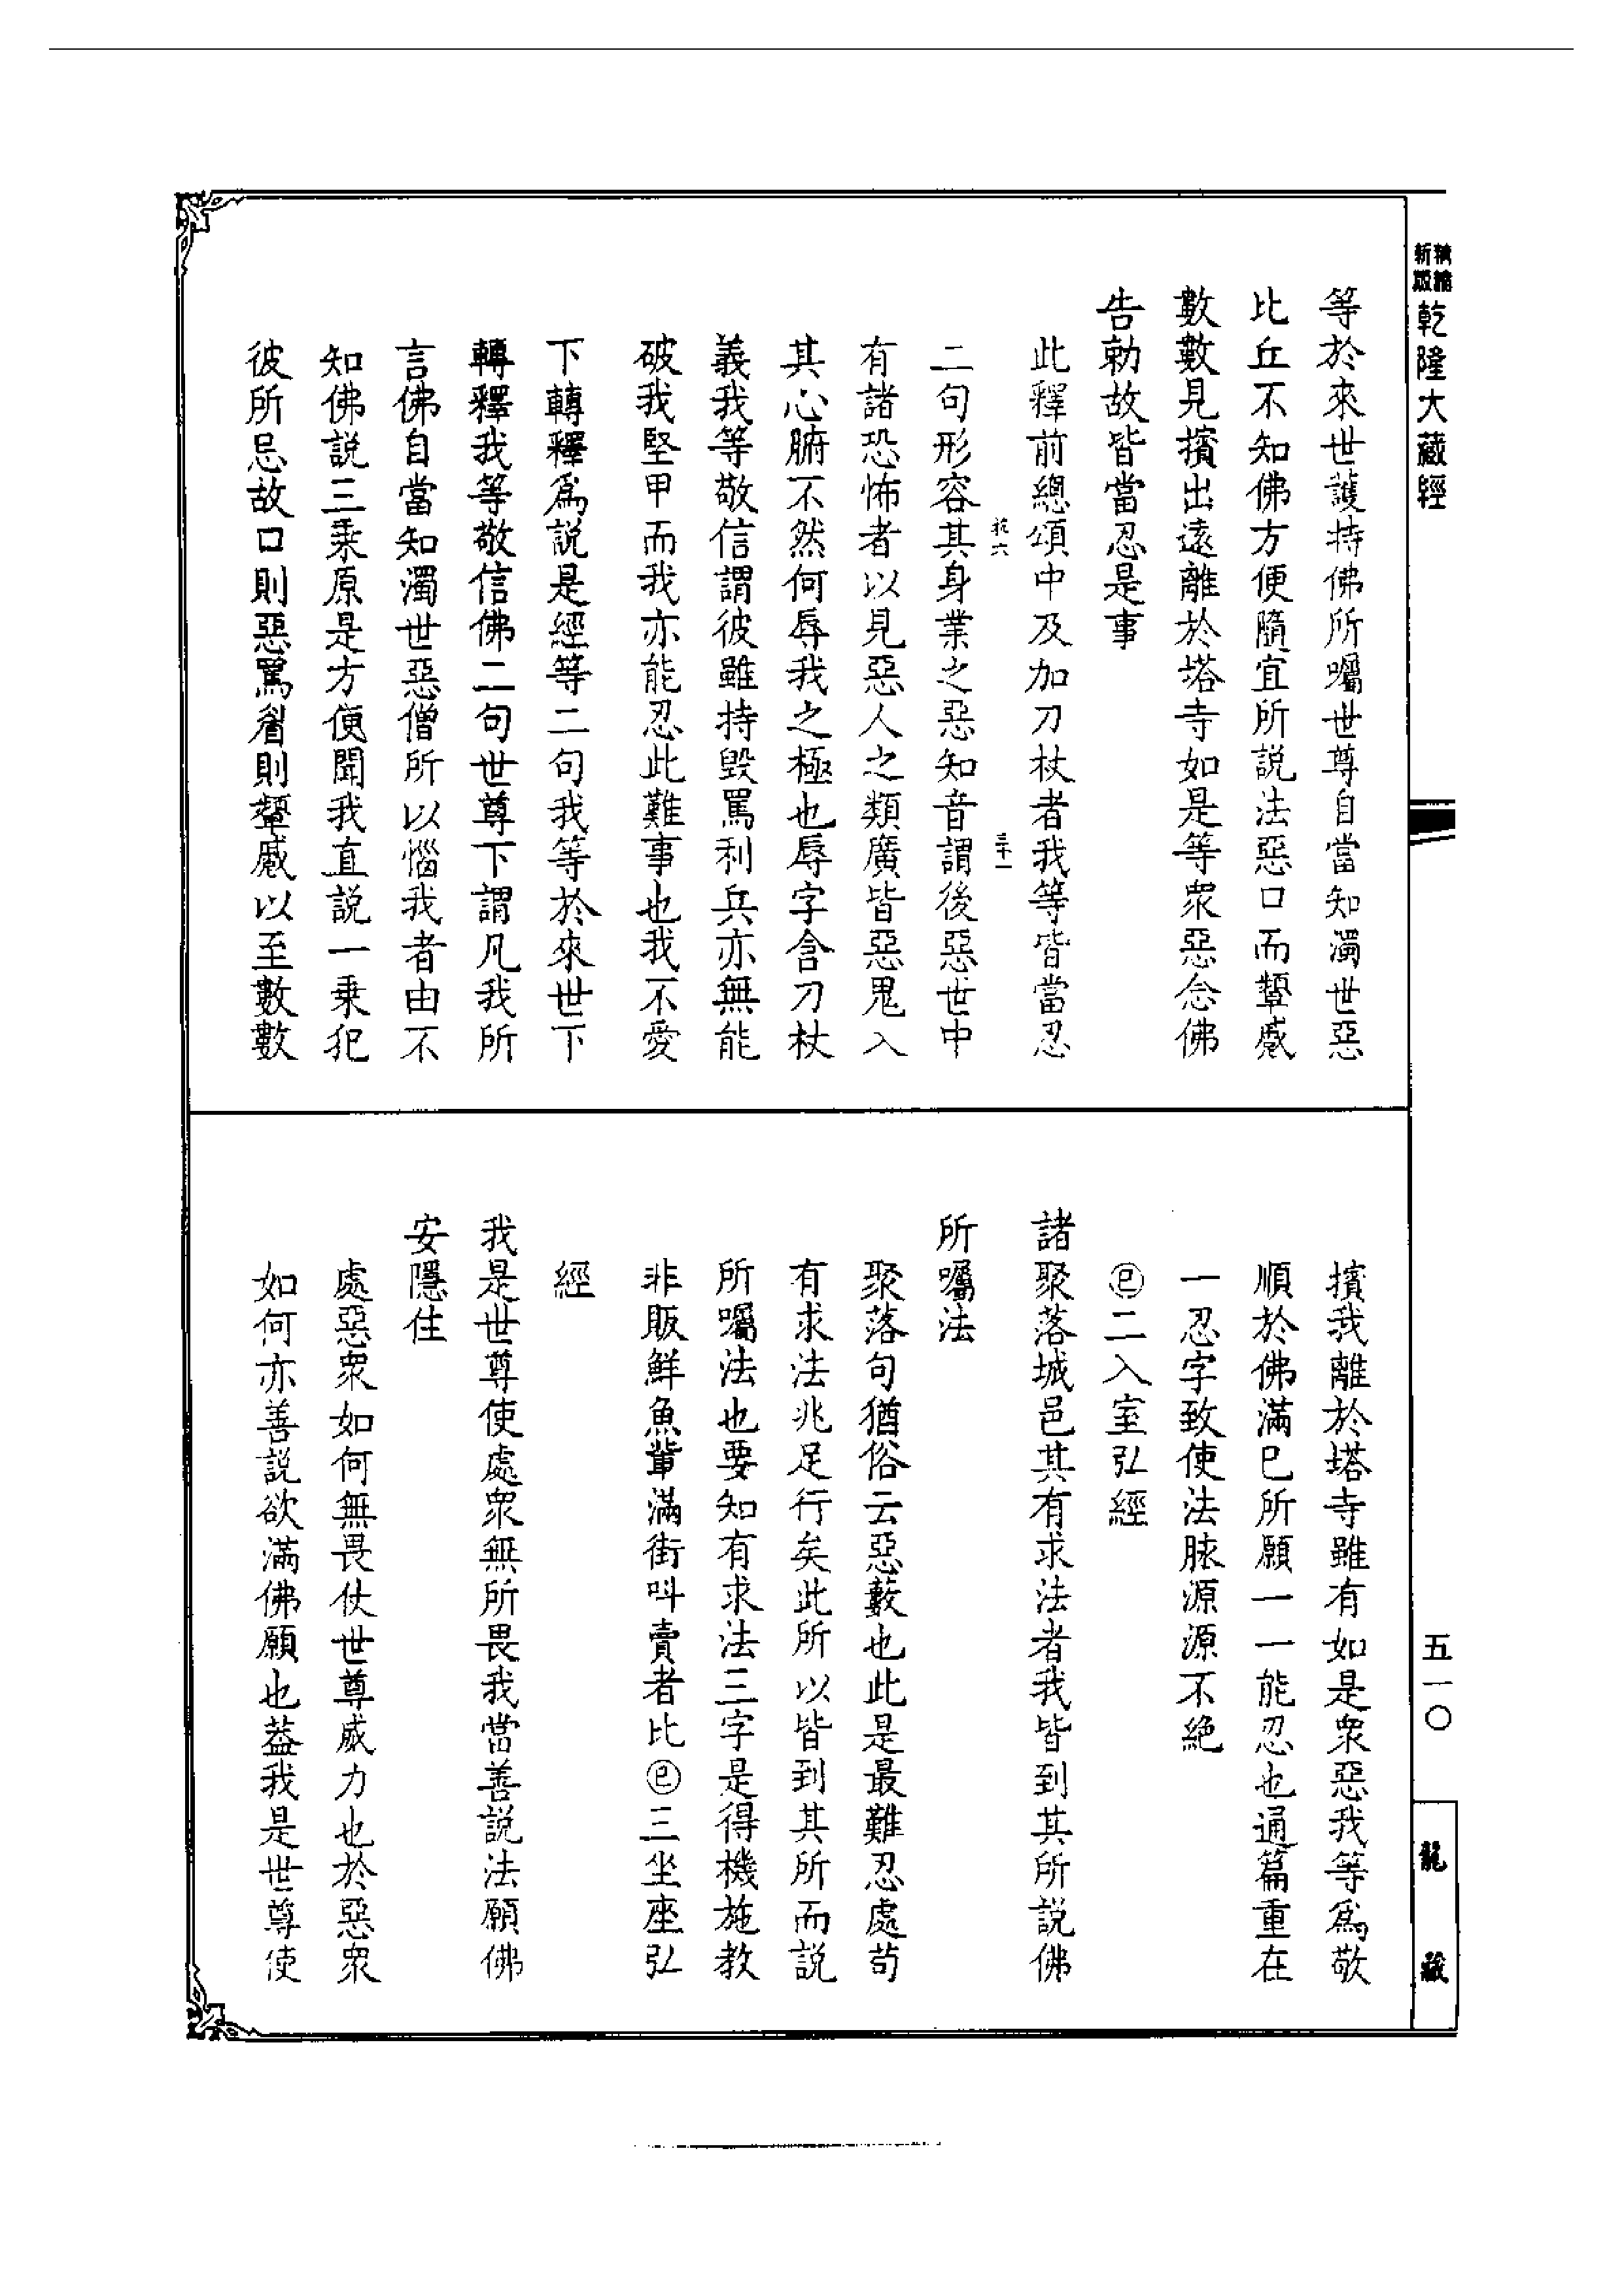 新版精縮
乾隆大藏經
等於來世護持佛所囑世尊自當知濁世惡
比丘不知佛方便隨宜所說法惡口而顰蹙
數數見擯出遠離於塔寺如是等眾惡念佛
告勅故皆當忍是事
此釋前總頌中及加刀杖者我等皆當忍
二句形容其身業之惡知音謂後惡世中
有諸恐怖者以見惡人之類廣皆惡鬼入
其心腑不然何辱我之極也辱字含刀杖
義我等敬信謂彼雖持毀罵利兵亦無能
破我堅甲而我亦能忍此難事也我不愛
下轉釋為說是經等二句我等於來世下
轉釋我等敬信佛二句世尊下謂凡我所
言佛自當知濁世惡僧所以惱我者由不
知佛說三乘原是方便聞我直說一乘犯
彼所忌故口則惡罵眉則顰蹙以至數數
擯我離於塔寺雖有如是眾惡我等為敬
順於佛滿已所願一一能忍也通篇重在
一忍字致使法脉源源不絕
㊁二入室弘經
諸聚落城邑其有求法者我皆到其所說佛
所囑法
聚落句猶俗云惡藪也此是最難忍處苟
有求法兆足行矣此所以皆到其所而說
所囑法也要知有求法三字是得機施教
非販鮮魚輩滿街呌賣者比㊁三坐座弘
經
我是世尊使處眾無所畏我當善說法願佛
安隱住
處惡眾如何無畏仗世尊威力也於惡眾
如何亦善說欲滿佛願也葢我是世尊使
五一〇
龍藏